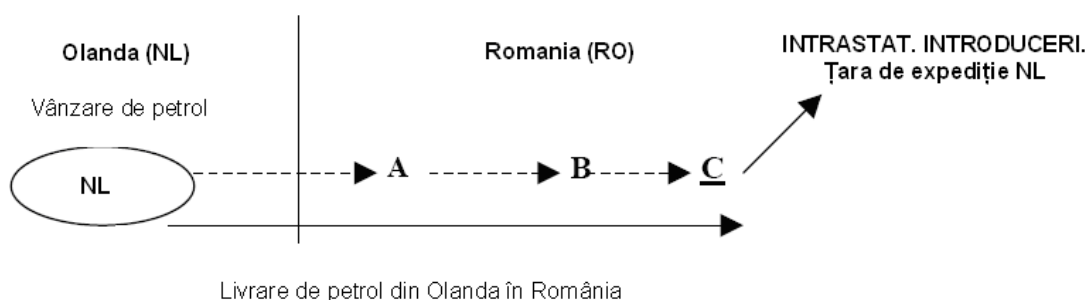 Olanda (NL)
Romania (RO)
INTRASTAT. INTRODUCERI.
Țara de expediție NL
Vânzare de petrol
NL
A
B
C
Livrare de petrol din Olanda în România